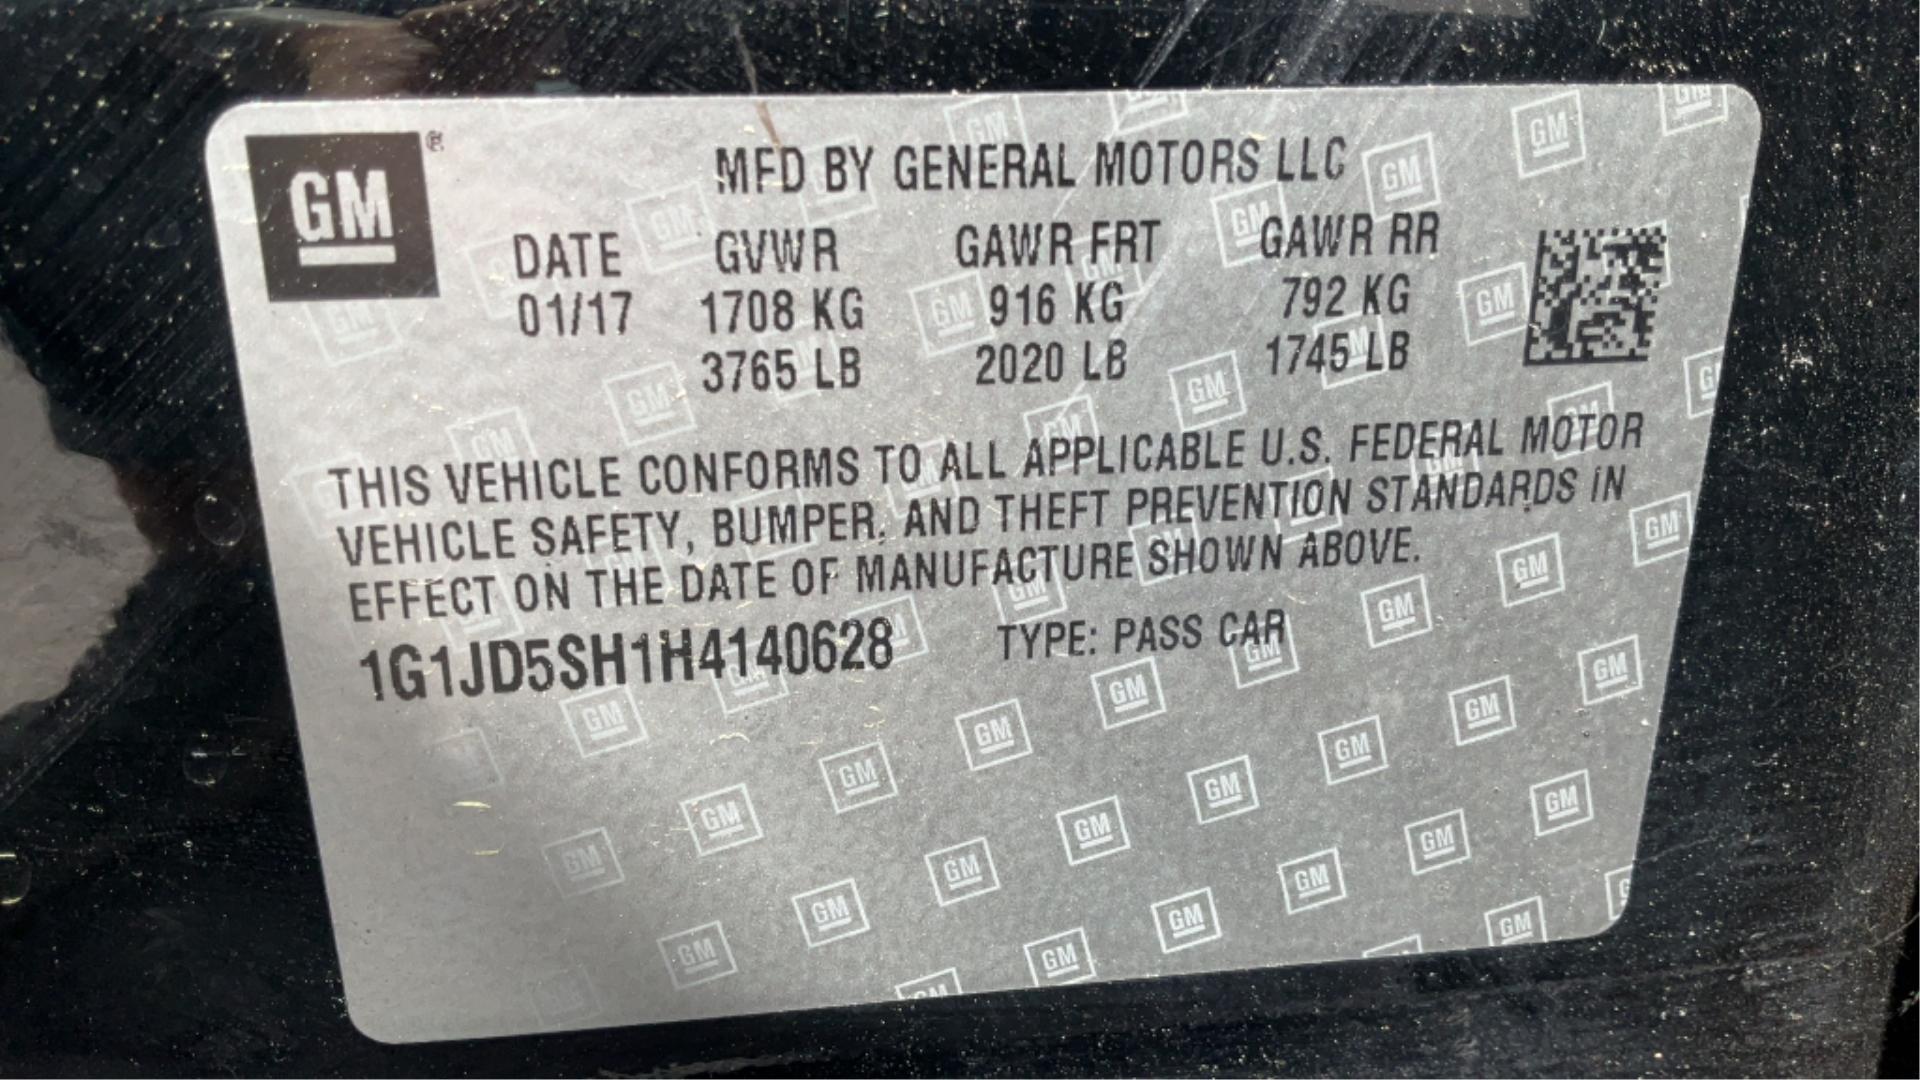 GM®
MFD BY GENERAL MOTORS LLC
DATE GVWR GAWR FRT GAWR RR
01/17 1708 KG 916 KG 792 KG
3765 LB 2020 LB 1745 LB
THIS VEHICLE CONFORMS TO ALL APPLICABLE U.S. FEDERAL MOTOR
VEHICLE SAFETY, BUMPER, AND THEFT PREVENTION STANDARDS IN
EFFECT ON THE DATE OF MANUFACTURE SHOWN ABOVE.
1G1JD5SH1H4140628 TYPE: PASS CAR